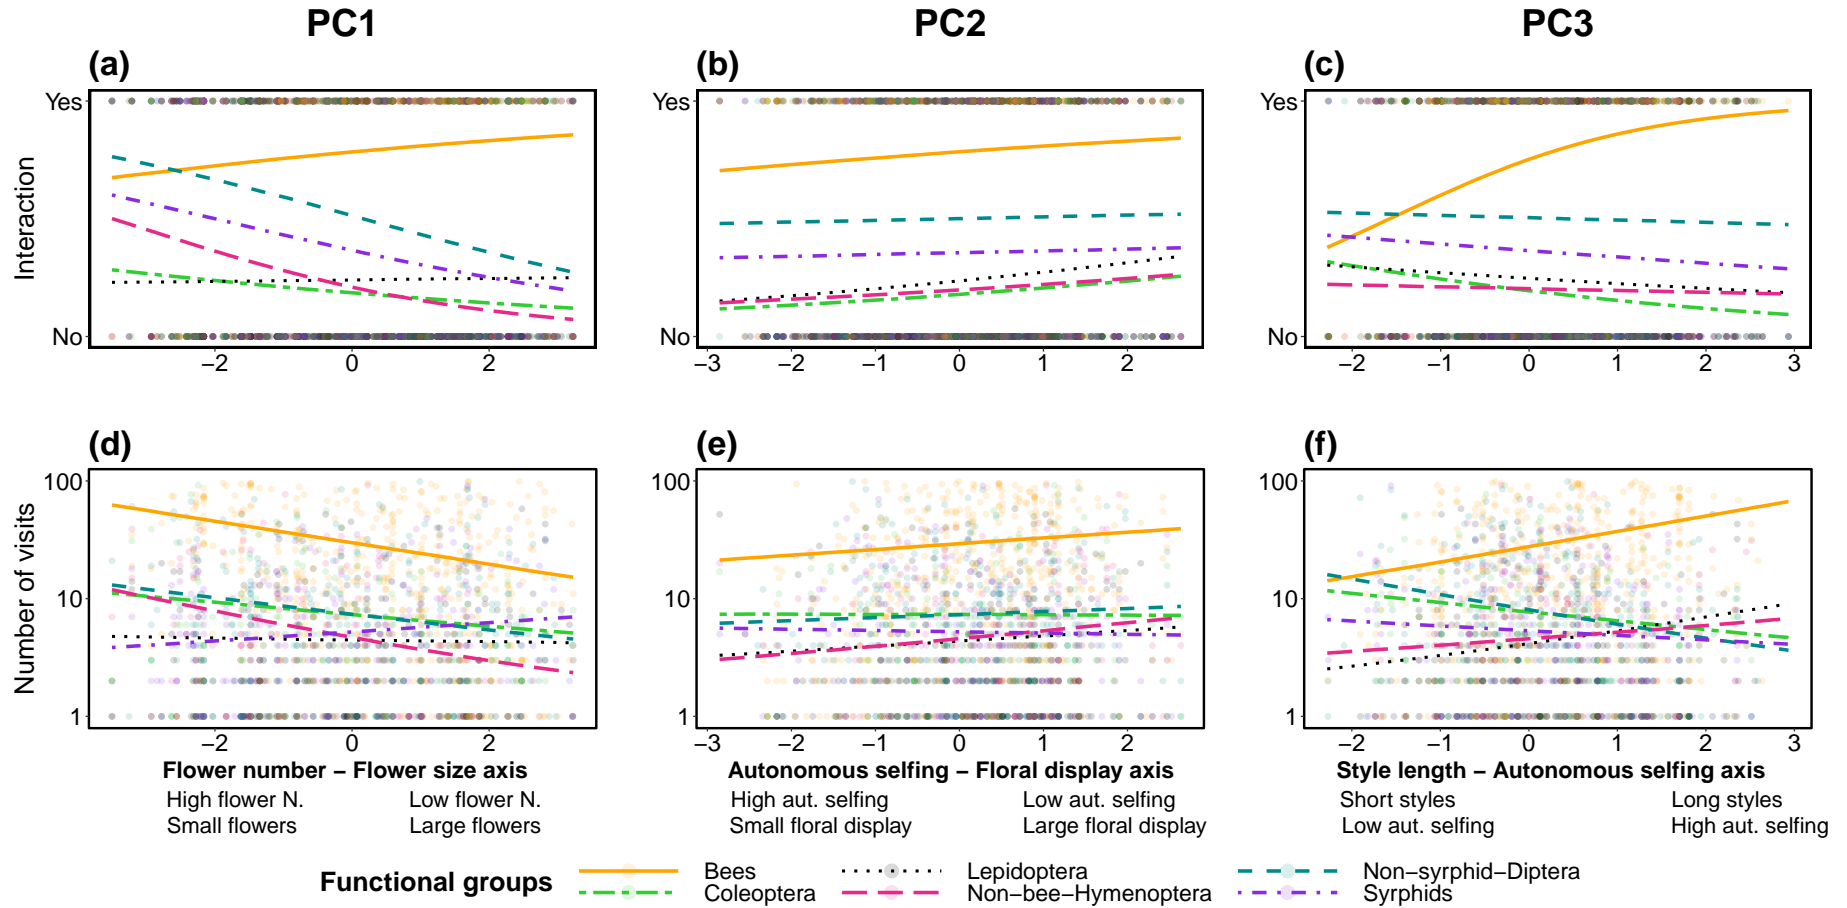 PC1 PC2 PC3
(a) (b) (c)
Yes Yes Yes
Interaction
No No No
−2 0 2 −3 −2 −1 0 1 2 −2 −1 0 1 2 3
(d) (e) (f)
100 100 100
Number of visits
10 10 10
1 1 1
−2 0 2 −3 −2 −1 0 1 2 −2 −1 0 1 2 3
Flower number − Flower size axis Autonomous selfing − Floral display axis Style length − Autonomous selfing axis
High flower N. Low flower N. High aut. selfing Low aut. selfing Short styles Long styles
Small flowers Large flowers Small floral display Large floral display Low aut. selfing High aut. selfing
Functional groups
Bees Lepidoptera Non−syrphid−Diptera
Coleoptera Non−bee−Hymenoptera Syrphids